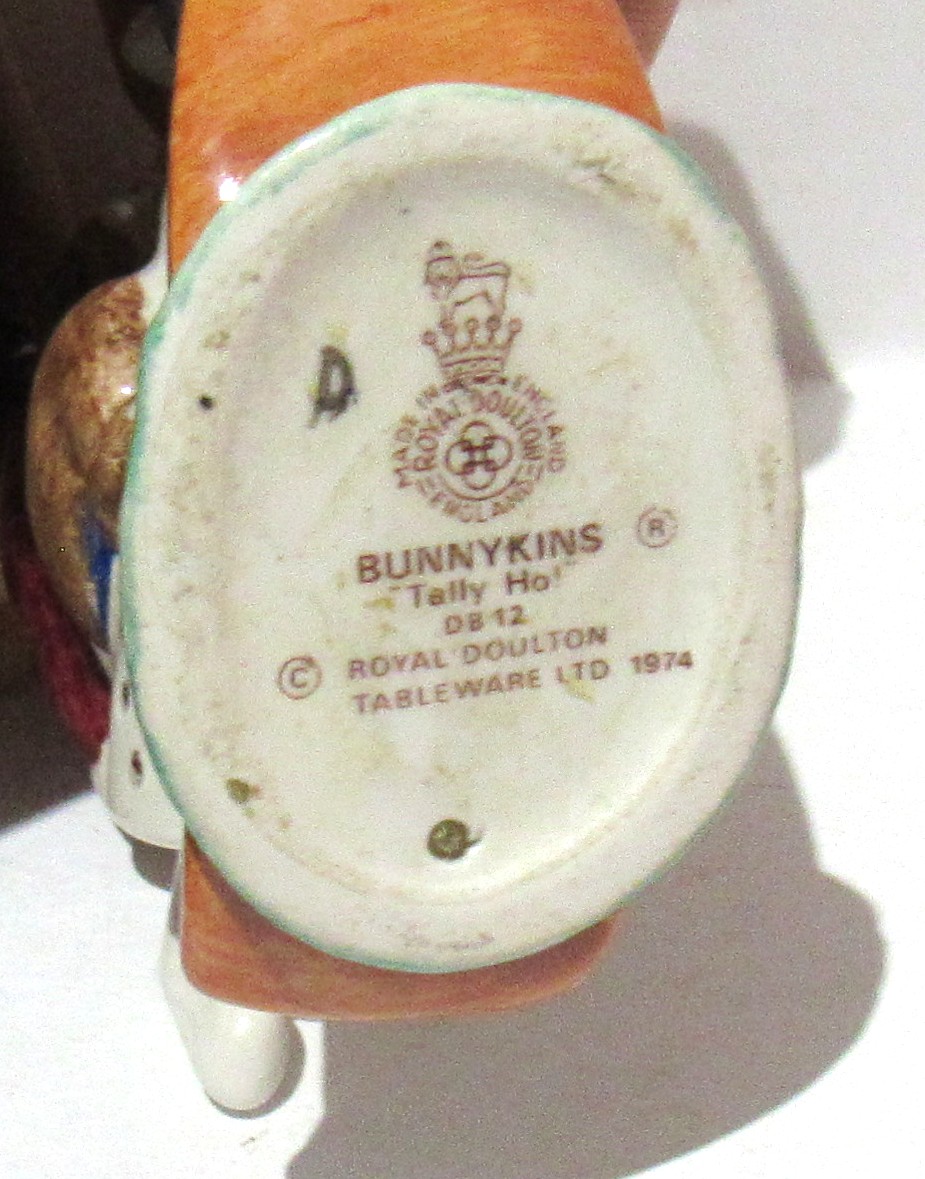 D
MADE IN ENGLAND
ROYAL DOULTON
ENGLAND
BUNNYKINS ®
"Tally Ho!"
DB 12
© ROYAL DOULTON
TABLEWARE LTD 1974